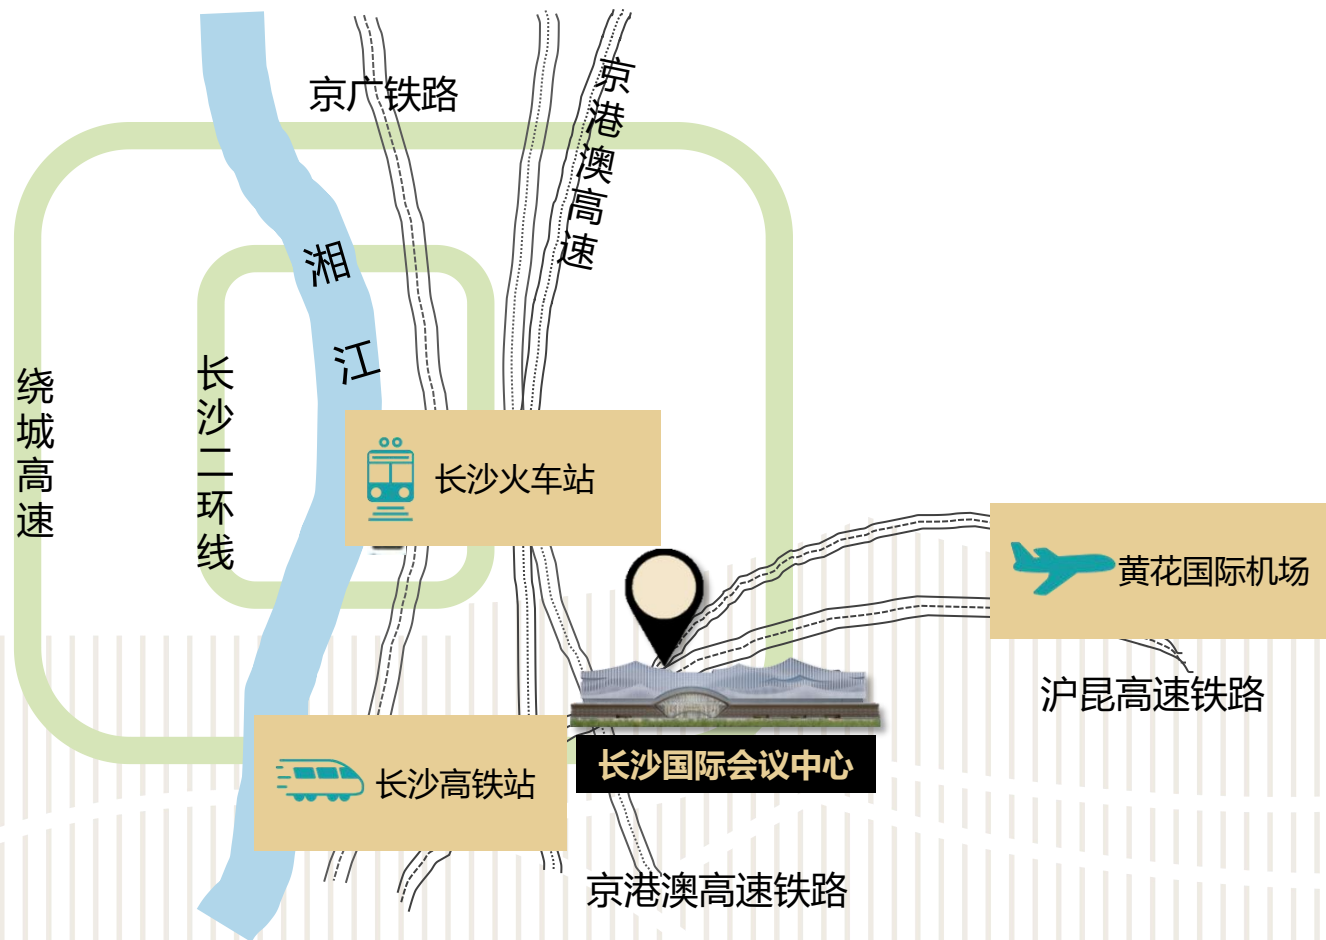 京广铁路
京港澳高速
湘江
绕城高速
长沙二环线
长沙火车站
黄花国际机场
沪昆高速铁路
长沙国际会议中心
长沙高铁站
京港澳高速铁路